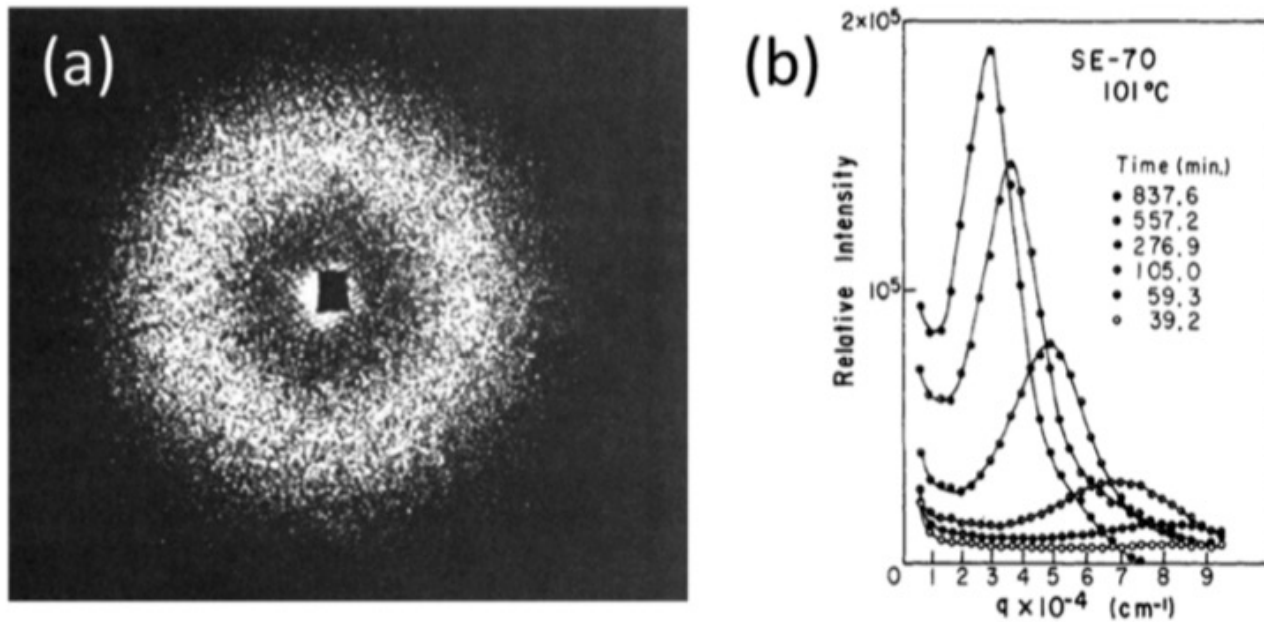 (a)
(b)
2×10⁵
SE-70
101°C
Time (min.)
837.6
557.2
276.9
105.0
59.3
39.2
Relative Intensity
10⁵
0 1 2 3 4 5 6 7 8 9
q × 10⁻⁴ (cm⁻¹)